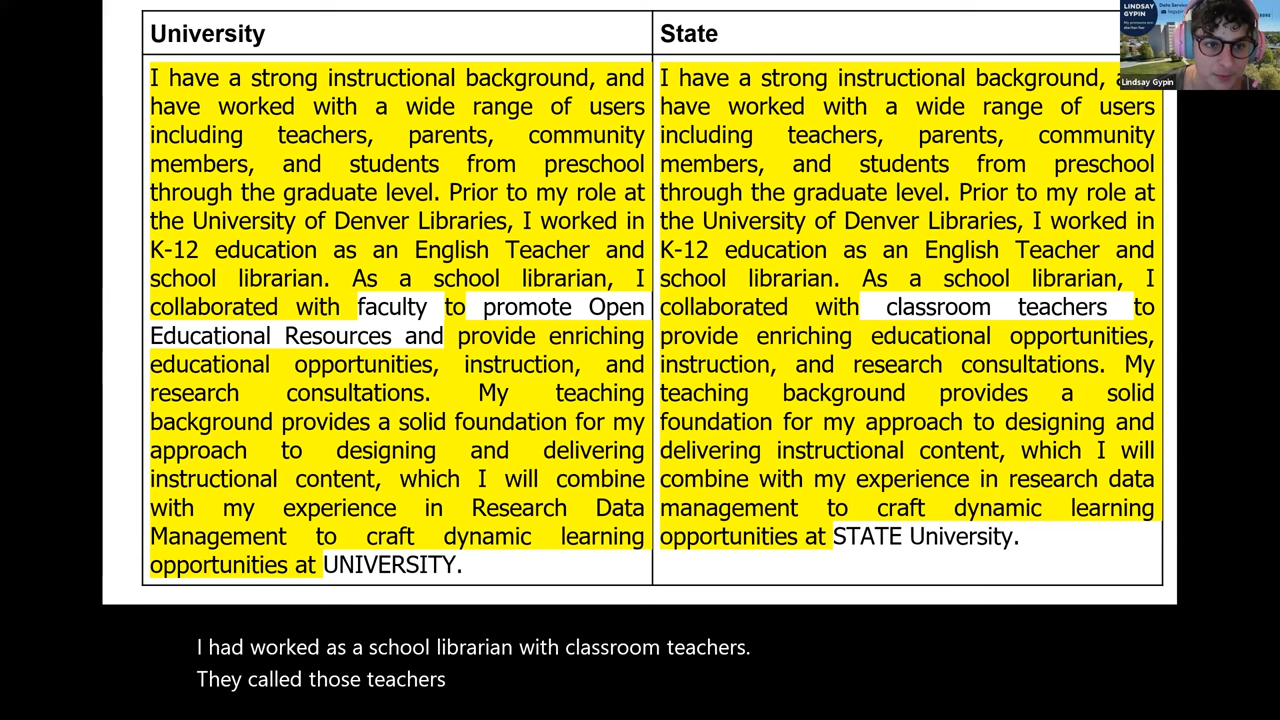 University
I have a strong instructional background, and
have worked with a wide range of users
including teachers, parents, community
members, and students from preschool
through the graduate level. Prior to my role at
the University of Denver Libraries, I worked in
K-12 education as an English Teacher and
school librarian. As a school librarian, I
collaborated with faculty to promote Open
Educational Resources and provide enriching
educational opportunities, instruction, and
research consultations. My teaching
background provides a solid foundation for my
approach to designing and delivering
instructional content, which I will combine
with my experience in Research Data
Management to craft dynamic learning
opportunities at UNIVERSITY.
State
I have a strong instructional background,
have worked with a wide range of users
including teachers, parents, community
members, and students from preschool
through the graduate level. Prior to my role at
the University of Denver Libraries, I worked in
K-12 education as an English Teacher and
school librarian. As a school librarian, I
collaborated with classroom teachers to
provide enriching educational opportunities,
instruction, and research consultations. My
teaching background provides a solid
foundation for my approach to designing and
delivering instructional content, which I will
combine with my experience in research data
management to craft dynamic learning
opportunities at STATE University.
LINDSAY
GYPIN
Lindsay Gypin
I had worked as a school librarian with classroom teachers.
They called those teachers